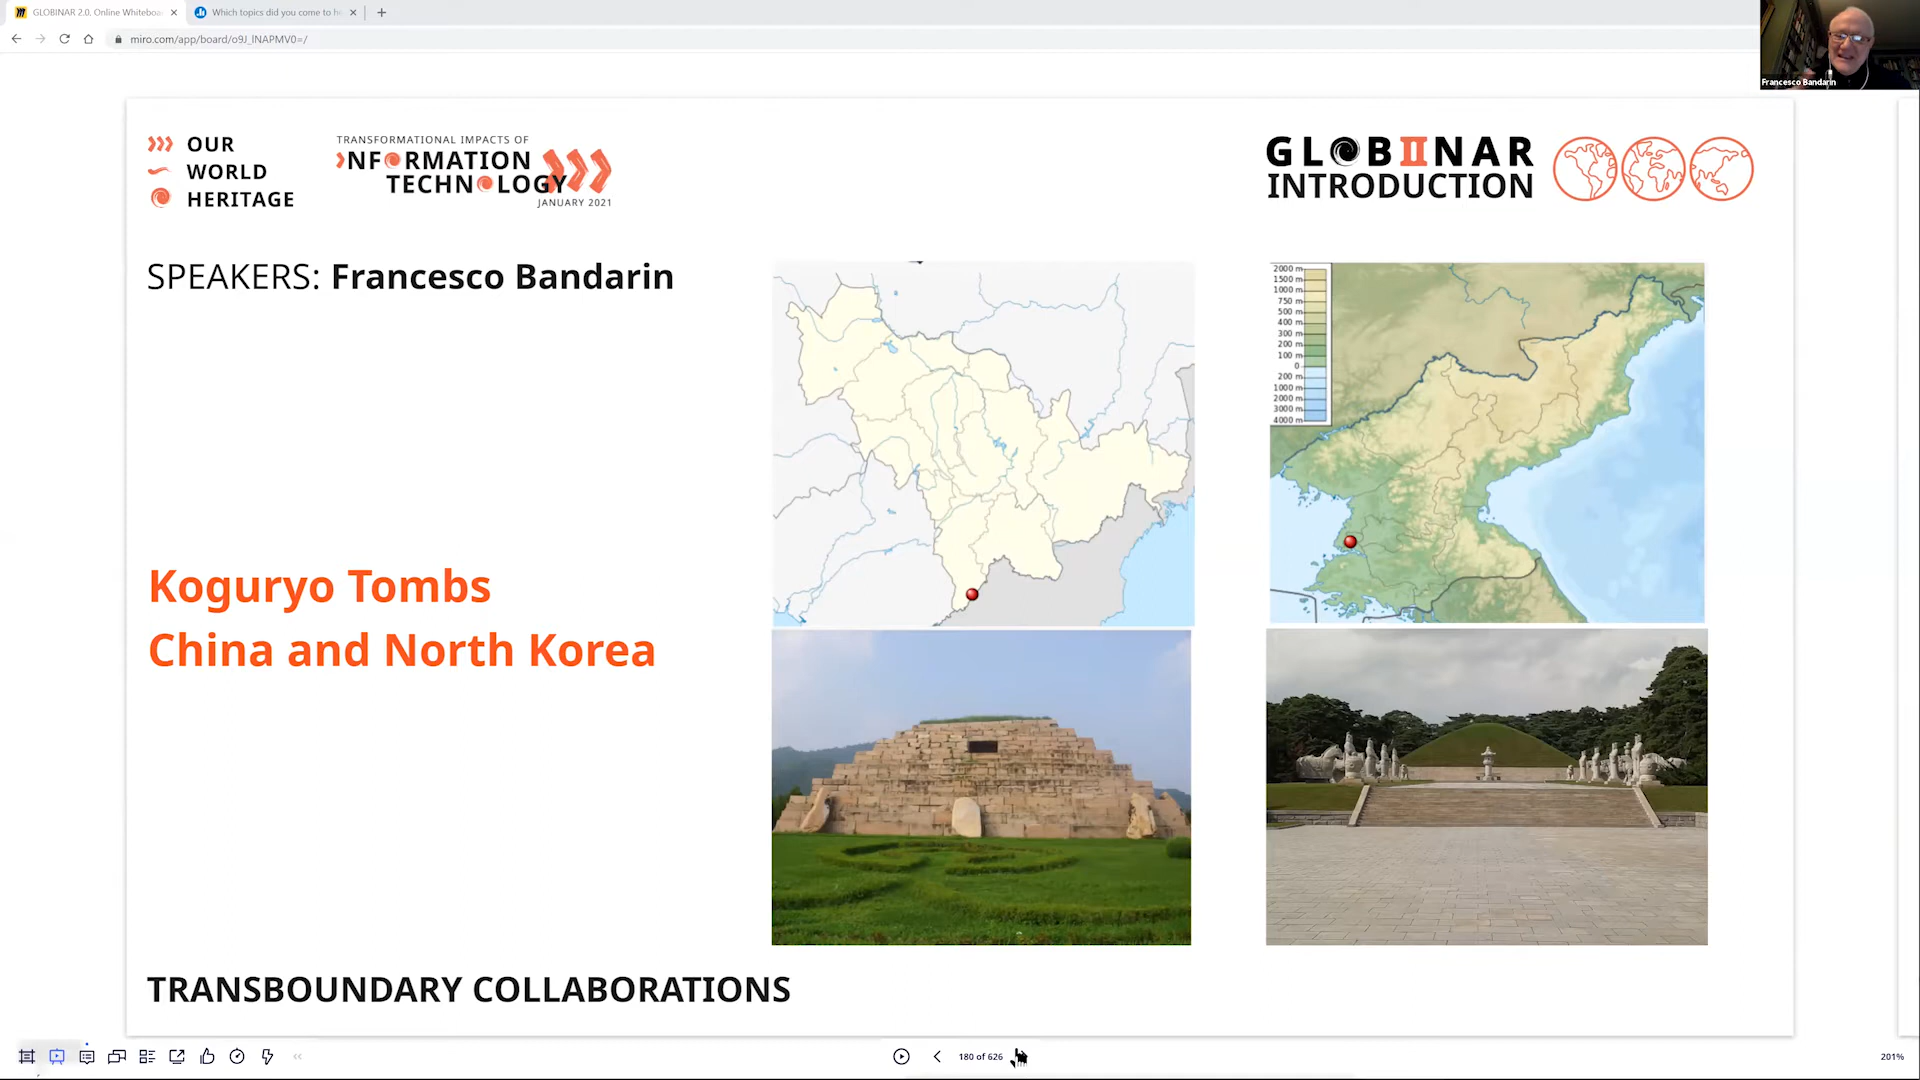 GLOBINAR 2.0, Online Whiteboa
Which topics did you come to h
miro.com/app/board/o9J_lNAPMV0=/
Francesco Bandarin
OUR
WORLD
HERITAGE
TRANSFORMATIONAL IMPACTS OF
INFORMATION
TECHNOLOGY
JANUARY 2021
GLOBIINAR
INTRODUCTION
SPEAKERS: Francesco Bandarin
2000 m
1500 m
1000 m
750 m
500 m
400 m
300 m
200 m
100 m
0
200 m
1000 m
2000 m
3000 m
4000 m
Koguryo Tombs
China and North Korea
TRANSBOUNDARY COLLABORATIONS
180 of 626
201%